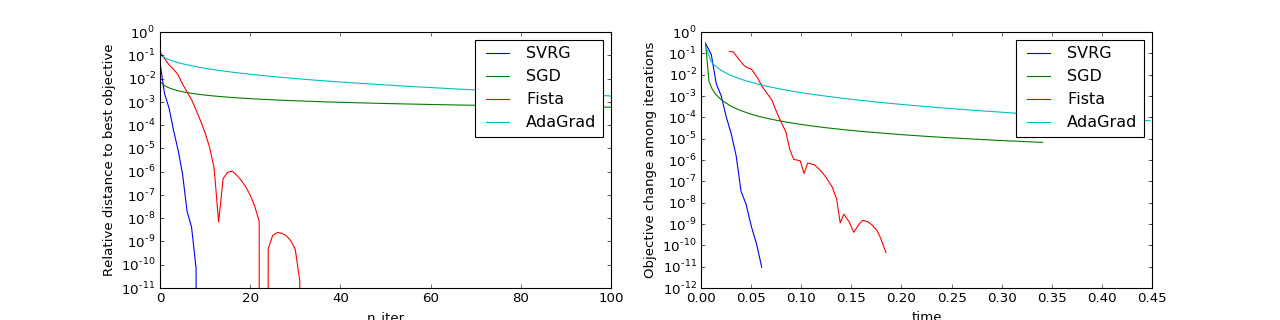 Relative distance to best objective
10^0
10^-1
10^-2
10^-3
10^-4
10^-5
10^-6
10^-7
10^-8
10^-9
10^-10
10^-11
0 20 40 60 80 100
n_iter
SVRG
SGD
Fista
AdaGrad
Objective change among iterations
10^0
10^-1
10^-2
10^-3
10^-4
10^-5
10^-6
10^-7
10^-8
10^-9
10^-10
10^-11
10^-12
0.00 0.05 0.10 0.15 0.20 0.25 0.30 0.35 0.40 0.45
time
SVRG
SGD
Fista
AdaGrad